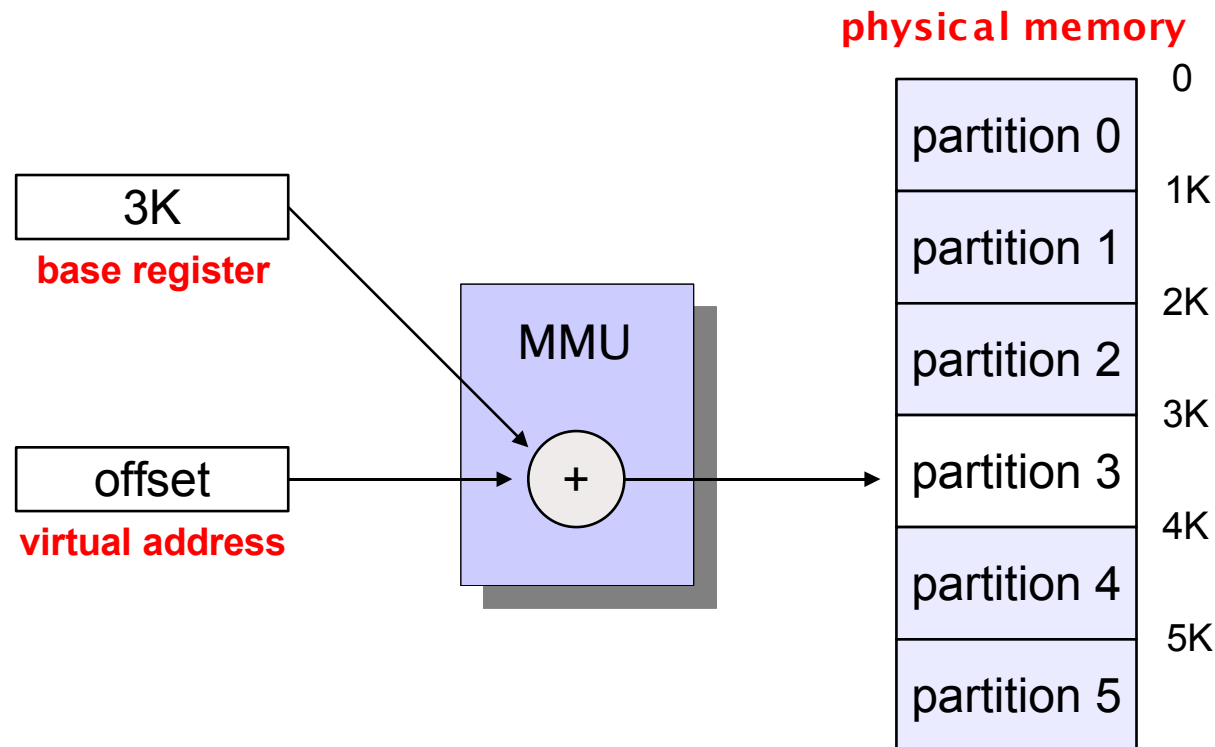 physical memory
0
partition 0
3K
1K
base register
partition 1
2K
MMU
partition 2
3K
offset
+
partition 3
virtual address
4K
partition 4
5K
partition 5